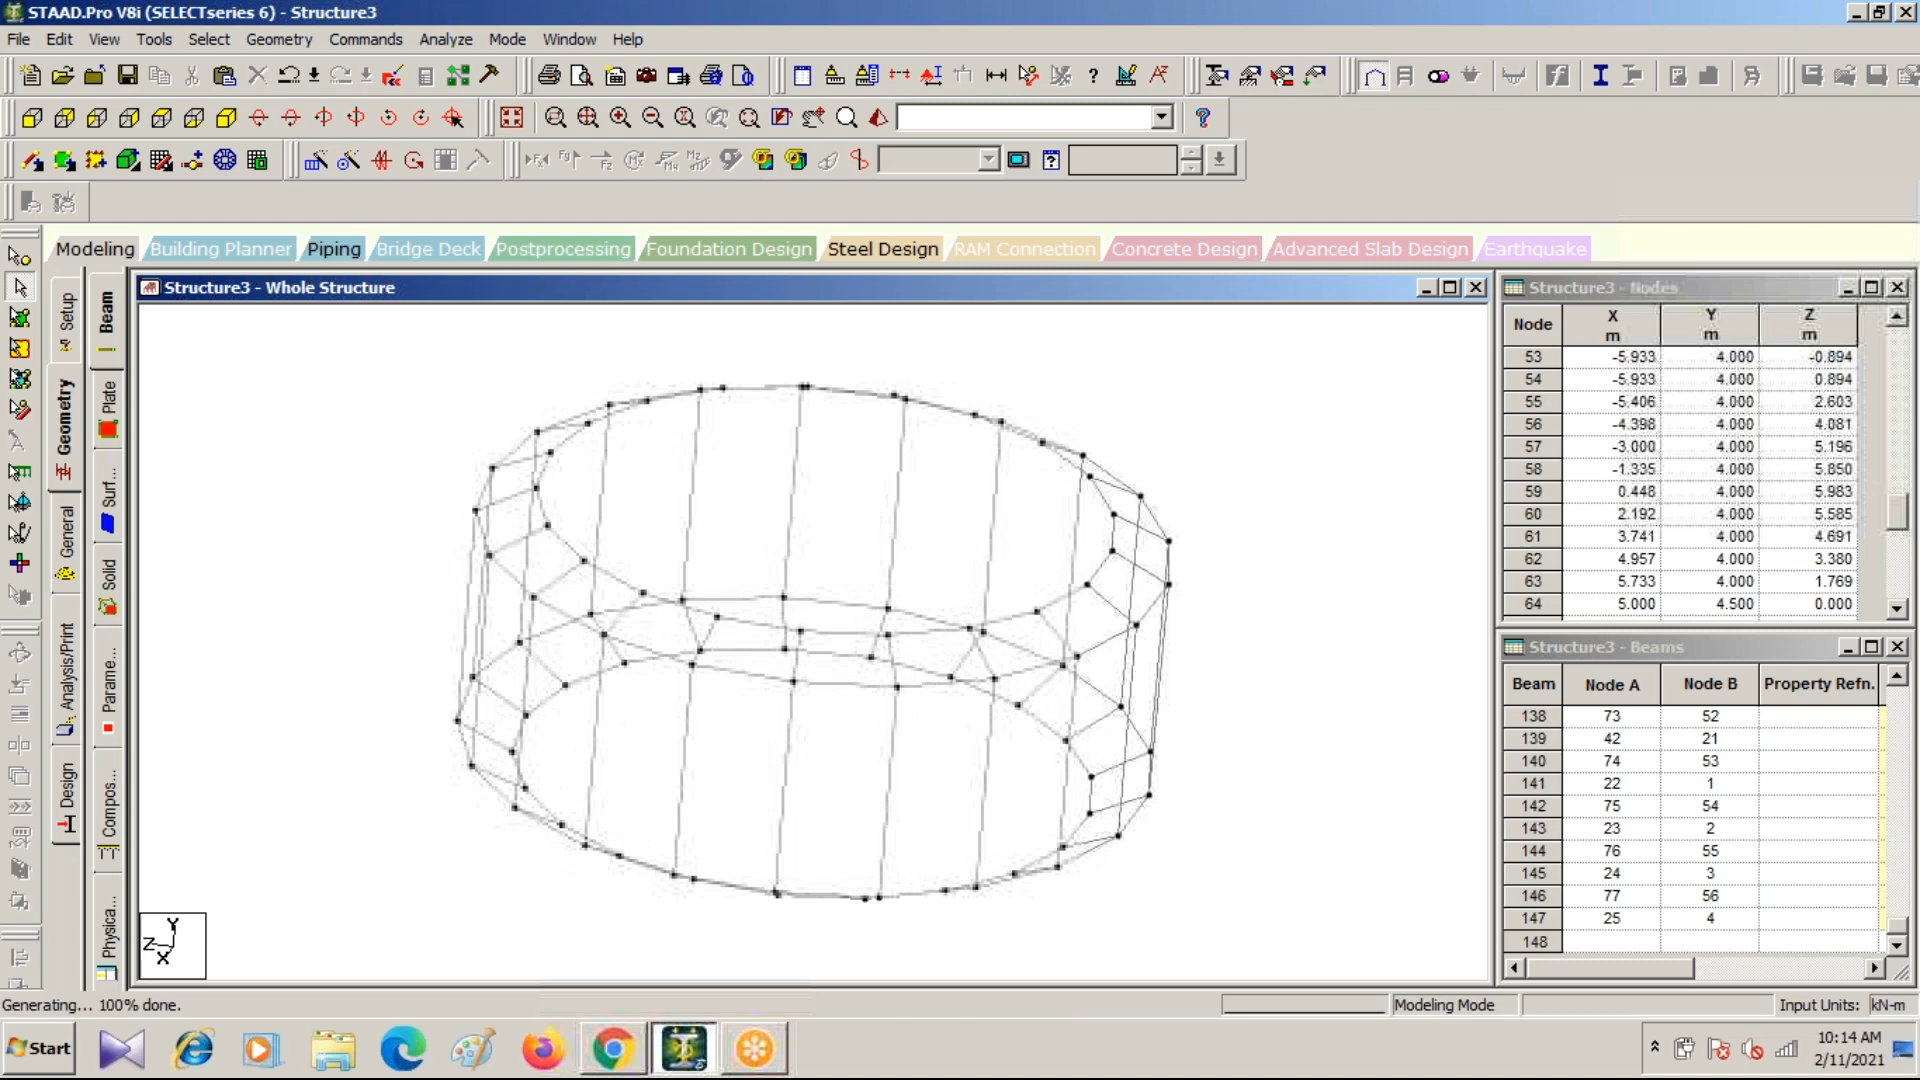 STAAD.Pro V8i (SELECTseries 6) - Structure3
File Edit View Tools Select Geometry Commands Analyze Mode Window Help
Modeling Building Planner Piping Bridge Deck Postprocessing Foundation Design Steel Design RAM Connection Concrete Design Advanced Slab Design Earthquake
Setup
Geometry
General
Analysis/Print
Design
Beam
Plate
Surf...
Solid
Parame...
Compos...
Physica...
Structure3 - Whole Structure
Y
Z
X
Structure3 - Nodes
Node X m Y m Z m
53 -5.933 4.000 -0.894
54 -5.933 4.000 0.894
55 -5.406 4.000 2.603
56 -4.398 4.000 4.081
57 -3.000 4.000 5.196
58 -1.335 4.000 5.850
59 0.448 4.000 5.983
60 2.192 4.000 5.585
61 3.741 4.000 4.691
62 4.957 4.000 3.380
63 5.733 4.000 1.769
64 5.000 4.500 0.000
Structure3 - Beams
Beam Node A Node B Property Refn.
138 73 52
139 42 21
140 74 53
141 22 1
142 75 54
143 23 2
144 76 55
145 24 3
146 77 56
147 25 4
148
Generating... 100% done.
Modeling Mode
Input Units: kN-m
Start
10:14 AM
2/11/2021